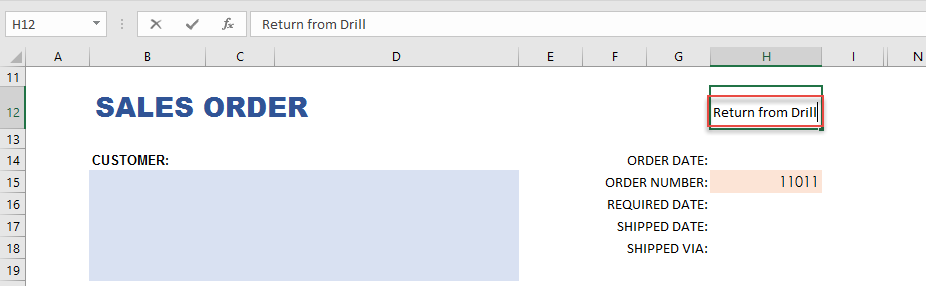 H12 fx Return from Drill
A B C D E F G H I N
11
12 SALES ORDER Return from Drill
13
14 CUSTOMER: ORDER DATE:
15 ORDER NUMBER: 11011
16 REQUIRED DATE:
17 SHIPPED DATE:
18 SHIPPED VIA:
19